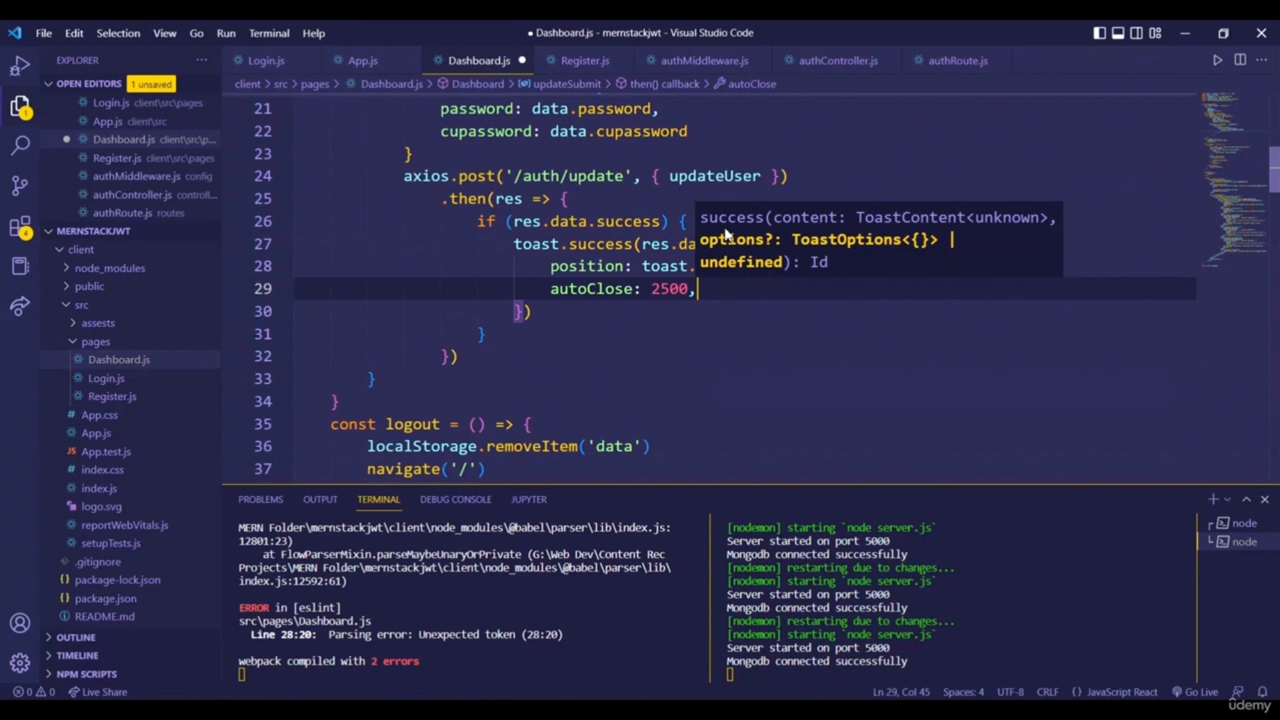 File Edit Selection View Go Run Terminal Help
● Dashboard.js - mernstackjwt - Visual Studio Code
EXPLORER
Login.js
App.js
Dashboard.js
Register.js
authMiddleware.js
authController.js
authRoute.js
OPEN EDITORS 1 unsaved
client > src > pages > Dashboard.js > Dashboard > updateSubmit > then() callback > autoClose
Login.js client\src\pages
App.js client\src
Dashboard.js client\src\p...
Register.js client\src\pages
authMiddleware.js config
authController.js controll...
authRoute.js routes
MERNSTACKJWT
client
node_modules
public
src
assests
pages
Dashboard.js
Login.js
Register.js
App.css
App.js
App.test.js
index.css
index.js
logo.svg
reportWebVitals.js
setupTests.js
.gitignore
package-lock.json
package.json
README.md
OUTLINE
TIMELINE
NPM SCRIPTS
21 password: data.password,
22 cupassword: data.cupassword
23 }
24 axios.post('/auth/update', { updateUser })
25 .then(res => {
26 if (res.data.success) {
27 toast.success(res.da
28 position: toast.
29 autoClose: 2500,
30 })
31 }
32 })
33 }
34 }
35 const logout = () => {
36 localStorage.removeItem('data')
37 navigate('/')
success(content: ToastContent<unknown>,
options?: ToastOptions<{}> |
undefined): Id
PROBLEMS OUTPUT TERMINAL DEBUG CONSOLE JUPYTER
MERN Folder\mernstackjwt\client\node_modules\@babel\parser\lib\index.js:
12801:23)
at FlowParserMixin.parseMaybeUnaryOrPrivate (G:\Web Dev\Content Rec
Projects\MERN Folder\mernstackjwt\client\node_modules\@babel\parser\lib\
index.js:12592:61)
ERROR in [eslint]
src\pages\Dashboard.js
Line 28:20: Parsing error: Unexpected token (28:20)
webpack compiled with 2 errors
[nodemon] starting `node server.js`
Server started on port 5000
Mongodb connected successfully
[nodemon] restarting due to changes...
[nodemon] starting `node server.js`
Server started on port 5000
Mongodb connected successfully
[nodemon] restarting due to changes...
[nodemon] starting `node server.js`
Server started on port 5000
Mongodb connected successfully
node
node
0 0 Live Share
Ln 29, Col 45 Spaces: 4 UTF-8 CRLF {} JavaScript React Go Live
udemy